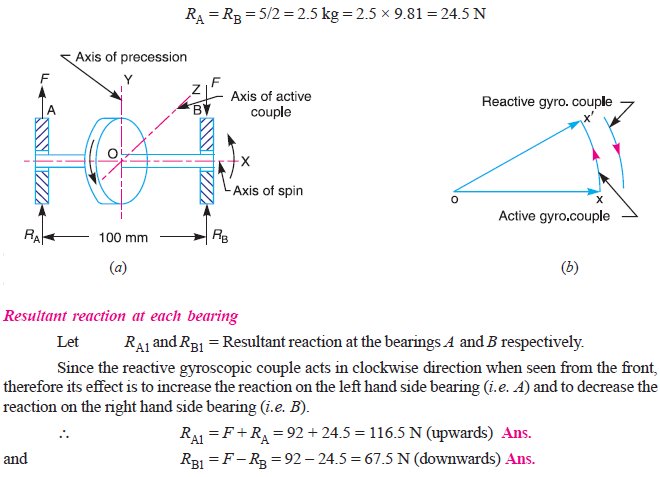 R_A = R_B = 5/2 = 2.5 kg = 2.5 × 9.81 = 24.5 N
Axis of precession
F
Y
Z
F
Axis of active
couple
A
B
O
X
Axis of spin
R_A
100 mm
R_B
(a)
Reactive gyro. couple
x′
o
x
Active gyro.couple
(b)
Resultant reaction at each bearing
Let R_A1 and R_B1 = Resultant reaction at the bearings A and B respectively.
Since the reactive gyroscopic couple acts in clockwise direction when seen from the front,
therefore its effect is to increase the reaction on the left hand side bearing (i.e. A) and to decrease the
reaction on the right hand side bearing (i.e. B).
∴ R_A1 = F + R_A = 92 + 24.5 = 116.5 N (upwards) Ans.
and R_B1 = F – R_B = 92 – 24.5 = 67.5 N (downwards) Ans.